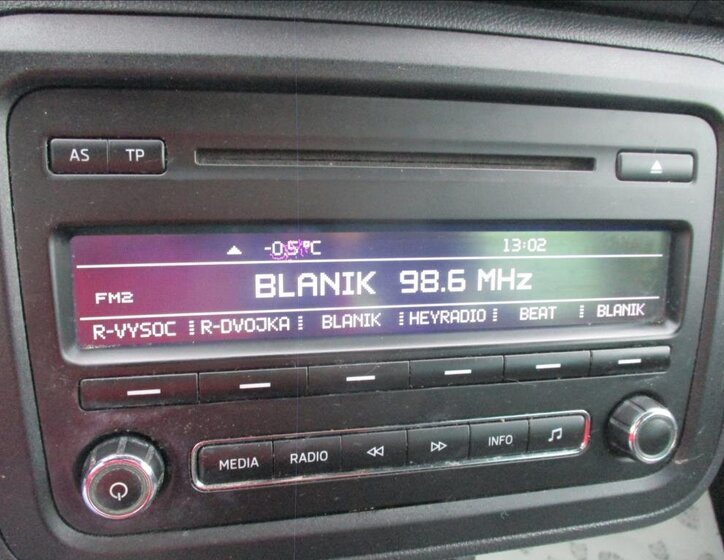 AS TP
-0.5°C 13:02
FM2 BLANIK 98.6 MHz
R-VYSOC R-DVOJKA BLANIK HEYRADIO BEAT BLANIK
MEDIA RADIO INFO